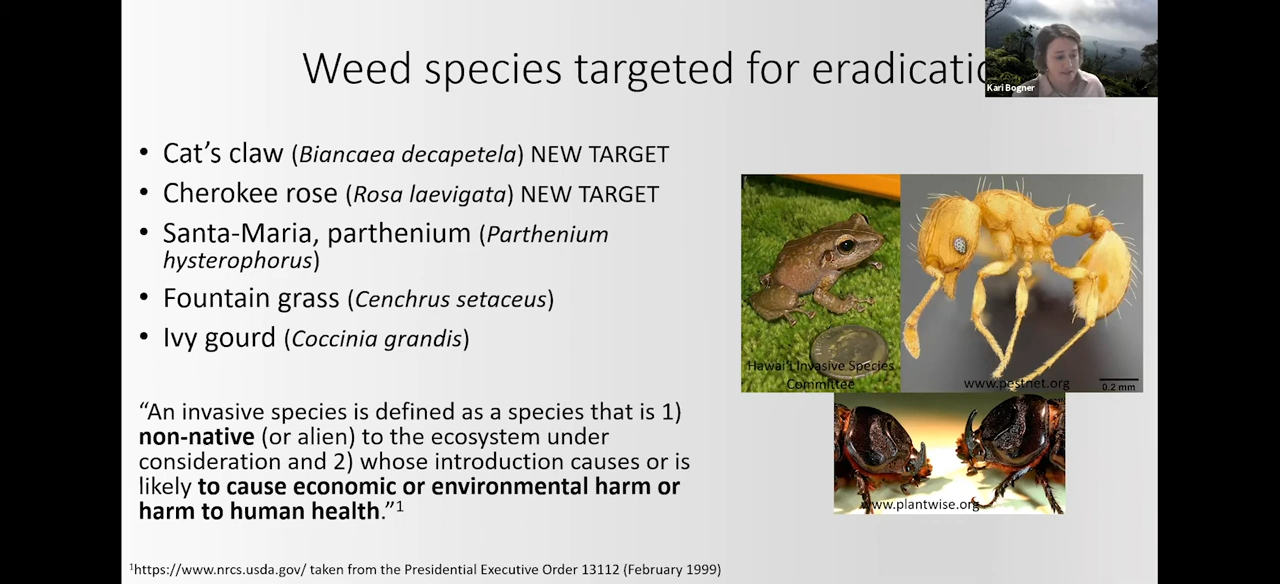 Weed species targeted for eradicatio
Kari Bogner
• Cat’s claw (Biancaea decapetela) NEW TARGET
• Cherokee rose (Rosa laevigata) NEW TARGET
• Santa-Maria, parthenium (Parthenium
hysterophorus)
• Fountain grass (Cenchrus setaceus)
• Ivy gourd (Coccinia grandis)
“An invasive species is defined as a species that is 1)
non-native (or alien) to the ecosystem under
consideration and 2) whose introduction causes or is
likely to cause economic or environmental harm or
harm to human health.”¹
Hawai'i Invasive Species
Committee
www.pestnet.org
0.2 mm
www.plantwise.org
¹https://www.nrcs.usda.gov/ taken from the Presidential Executive Order 13112 (February 1999)